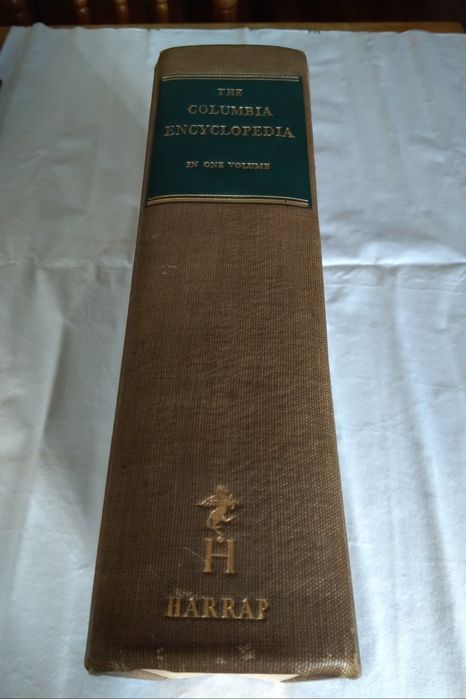 THE
COLUMBIA
ENCYCLOPEDIA
IN ONE VOLUME
H
HARRAP